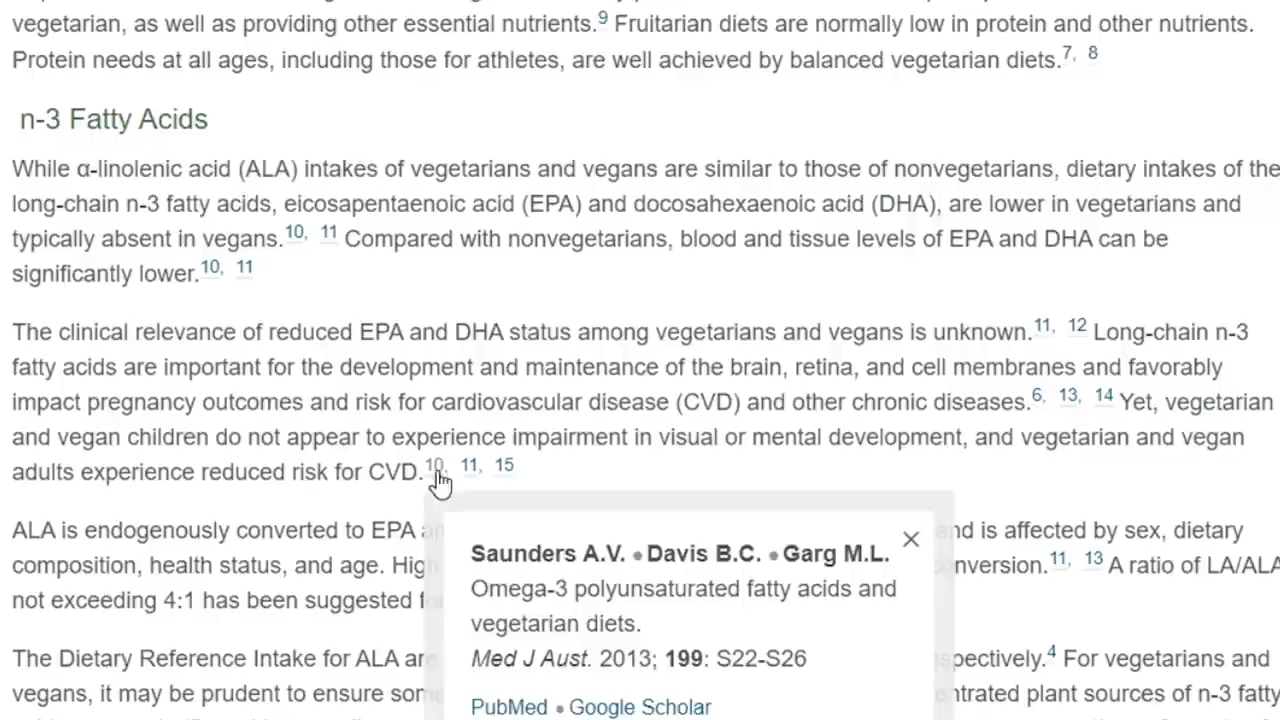 vegetarian, as well as providing other essential nutrients.9 Fruitarian diets are normally low in protein and other nutrients.
Protein needs at all ages, including those for athletes, are well achieved by balanced vegetarian diets.7, 8
n-3 Fatty Acids
While α-linolenic acid (ALA) intakes of vegetarians and vegans are similar to those of nonvegetarians, dietary intakes of the
long-chain n-3 fatty acids, eicosapentaenoic acid (EPA) and docosahexaenoic acid (DHA), are lower in vegetarians and
typically absent in vegans.10, 11 Compared with nonvegetarians, blood and tissue levels of EPA and DHA can be
significantly lower.10, 11
The clinical relevance of reduced EPA and DHA status among vegetarians and vegans is unknown.11, 12 Long-chain n-3
fatty acids are important for the development and maintenance of the brain, retina, and cell membranes and favorably
impact pregnancy outcomes and risk for cardiovascular disease (CVD) and other chronic diseases.6, 13, 14 Yet, vegetarian
and vegan children do not appear to experience impairment in visual or mental development, and vegetarian and vegan
adults experience reduced risk for CVD.10, 11, 15
ALA is endogenously converted to EPA an nd is affected by sex, dietary
composition, health status, and age. High nversion.11, 13 A ratio of LA/ALA
not exceeding 4:1 has been suggested fo
The Dietary Reference Intake for ALA are spectively.4 For vegetarians and
vegans, it may be prudent to ensure som ntrated plant sources of n-3 fatty
Saunders A.V. • Davis B.C. • Garg M.L.
Omega-3 polyunsaturated fatty acids and
vegetarian diets.
Med J Aust. 2013; 199: S22-S26
PubMed • Google Scholar